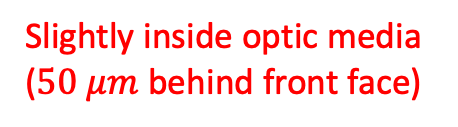 Slightly inside optic media
(50 μm behind front face)